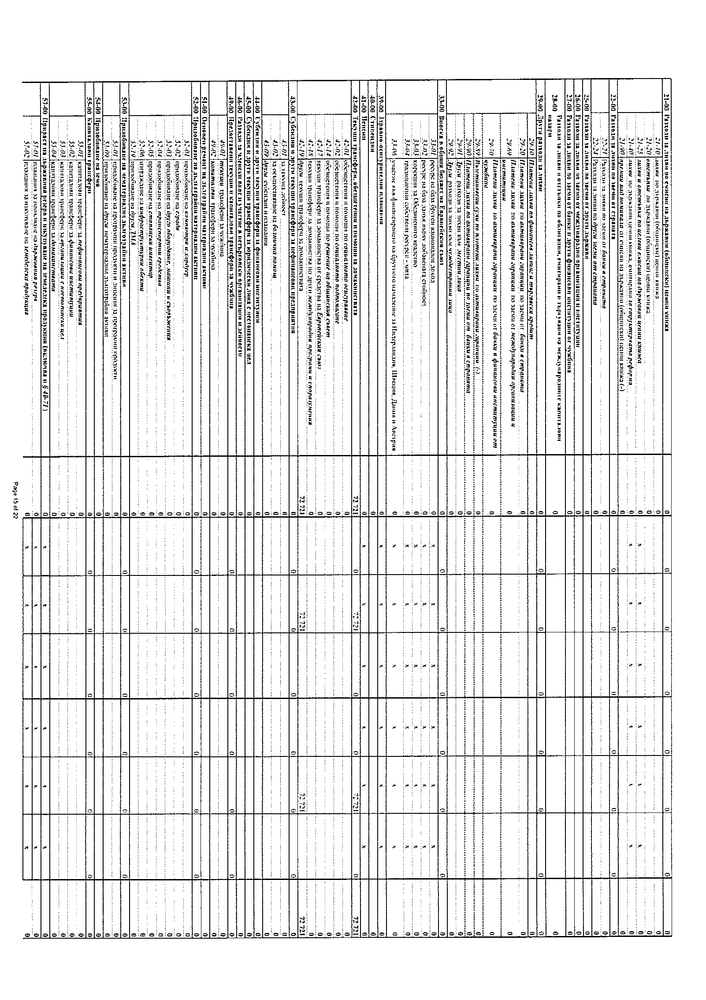 21-00 Разходи за лихви по емисии на държавни (общински) ценни книжа 0 0 0 0 0 0 0 0
21-10 лихви по държавни (общински) ценни книжа 0 0
21-20 отстъпки по държавни (общински) ценни книжа 0 0
21-25 лихви и отстъпки по целеви емисии на държавни ценни книжа 0 x x x x x x 0
21-40 лихви по държавни ценни книжа, емитирани за структурната реформа 0 x x x x x x 0
21-90 премии над номинала от емисии на държавни (общински) ценни книжа (-) 0 0
22-00 Разходи за лихви по заеми от страната 0 0 0 0 0 0 0 0
22-21 Разходи за лихви по заеми от банки в страната 0 0
22-24 Разходи за лихви по други заеми от страната 0 0
25-00 Разходи за лихви по заеми от други държави 0 0
26-00 Разходи за лихви по заеми от международни организации и институции 0 0
27-00 Разходи за лихви по заеми от банки и други финансови институции от чужбина 0 0
28-00 Разходи за лихви и отстъпки по облигации, емитирани и търгувани на международните капиталови
пазари 0 0
29-00 Други разходи за лихви 0 0 0 0 0 0 0 0
29-10 Платени лихви по финансов лизинг и търговски кредит 0 0
29-20 Платени лихви по активирани гаранции по заеми от банки в страната 0 0
29-69 Платени лихви по активирани гаранции по заеми от международни организации и
институции 0 0
29-70 Платени лихви по активирани гаранции по заеми от банки и финансови институции от
чужбина 0 0
29-89 Възстановени суми по платени лихви по активирани гаранции (-) 0 0
29-90 Платени лихви по активирани гаранции по заеми от банки в страната 0 0
29-91 Други разходи за лихви към местни лица 0 0
29-92 Други разходи за лихви към чуждестранни лица 0 0
33-00 Вноска в общия бюджет на Европейския съюз 0 0 0 0 0 0 0 0
33-01 ресурс на база брутен национален доход 0 x x x x x x 0
33-02 ресурс на база данък върху добавената стойност 0 x x x x x x 0
33-03 корекция за Обединеното кралство 0 x x x x x x 0
33-04 традиционни собствени ресурси - мита 0 x x x x x x 0
33-06 участие във финансирането на брутното намаление за Нидерландия, Швеция, Дания и Австрия 0 x x x x x x 0
39-00 Здравно-осигурителни плащания 0 x x x x x x 0
40-00 Стипендии 0 0
41-00 Пенсии 0 x x x x x x 0
42-00 Текущи трансфери, обезщетения и помощи за домакинствата 72 721 0 72 721 0 0 72 721 0 72 721
42-01 обезщетения и помощи по социалното осигуряване 0 0
42-02 обезщетения и помощи по социалното подпомагане 0 0
42-14 обезщетения и помощи по решение на общинския съвет 0 0
42-17 текущи трансфери за домакинства от средства на Европейския съюз 0 0
42-18 текущи трансфери за домакинства по други международни програми и споразумения 0 0
42-19 други текущи трансфери за домакинствата 72 721 72 721 72 721 72 721
43-00 Субсидии и други текущи трансфери за нефинансови предприятия 0 0 0 0 0 0 0 0
43-01 за текуща дейност 0 0
43-02 за осъществяване на болнична помощ 0 0
43-09 други субсидии и плащания 0 0
44-00 Субсидии и други текущи трансфери за финансови институции 0 0
45-00 Субсидии и други текущи трансфери за юридически лица с нестопанска цел 0 0
46-00 Разходи за членски внос и участие в нетърговски организации и дейности 0 0
49-00 Предоставени текущи и капиталови трансфери за чужбина 0 0 0 0 0 0 0 0
49-01 текущи трансфери за чужбина 0 0
49-02 капиталови трансфери за чужбина 0 0
51-00 Основен ремонт на дълготрайни материални активи 0 0
52-00 Придобиване на дълготрайни материални активи 0 0 0 0 0 0 0 0
52-01 придобиване на компютри и хардуер 0 0
52-02 придобиване на сгради 0 0
52-03 придобиване на друго оборудване, машини и съоръжения 0 0
52-04 придобиване на транспортни средства 0 0
52-05 придобиване на стопански инвентар 0 0
52-06 изграждане на инфраструктурни обекти 0 0
52-19 придобиване на други ДМА 0 0
53-00 Придобиване на нематериални дълготрайни активи 0 0 0 0 0 0 0 0
53-01 придобиване на програмни продукти и лицензи за програмни продукти 0 0
53-09 придобиване на други нематериални дълготрайни активи 0 0
54-00 Придобиване на земя 0 0
55-00 Капиталови трансфери 0 0 0 0 0 0 0 0
55-01 капиталови трансфери за нефинансови предприятия 0 0
55-02 капиталови трансфери за финансови институции 0 0
55-03 капиталови трансфери за организации с нестопанска цел 0 0
55-04 капиталови трансфери за домакинствата 0 0
57-00 Прираст на държавния резерв и изкупуване на земеделска продукция (включва и § 40-71) 0 x x x x x x 0
57-01 плащания за попълване на държавния резерв 0 x x x x x x 0
57-02 плащания за изкупуване на земеделска продукция 0 x x x x x x 0
Page 15 of 22